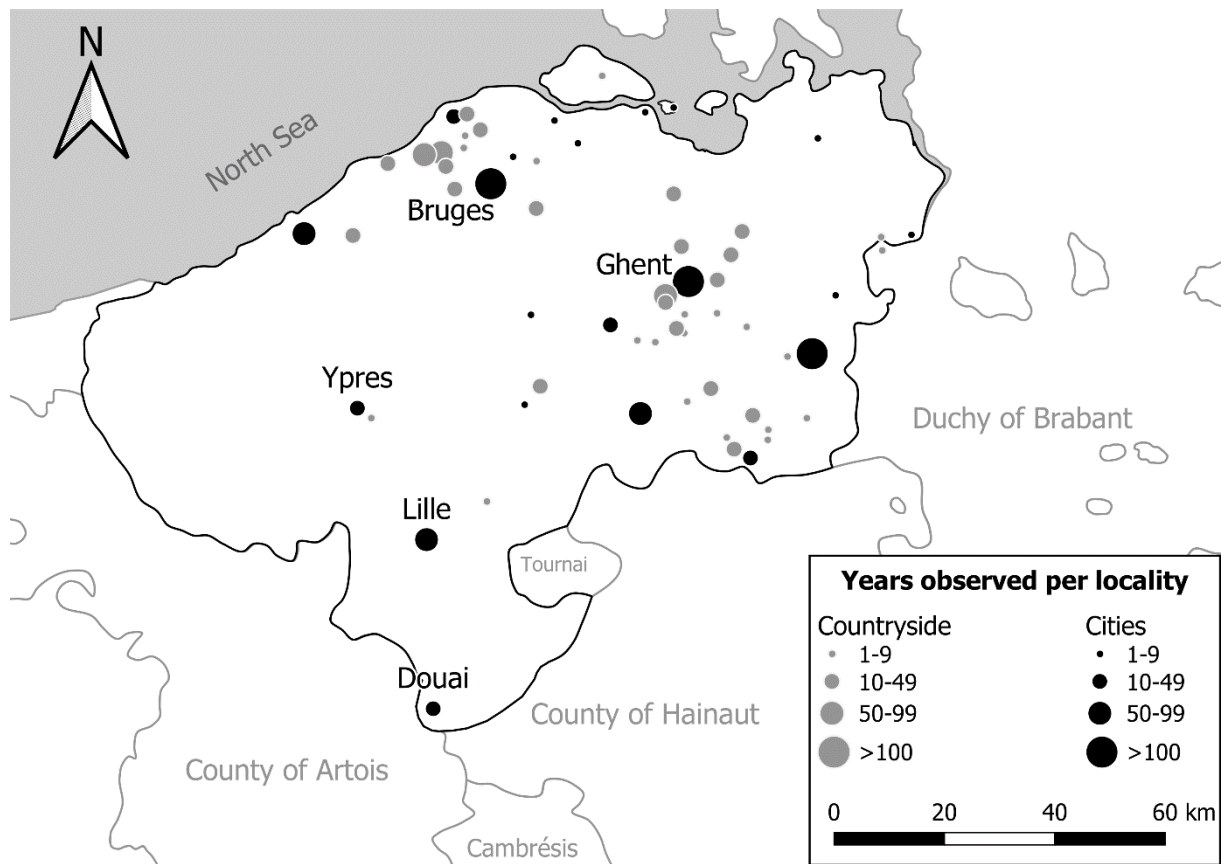 N
North Sea
Bruges
Ghent
Ypres
Duchy of Brabant
Lille
Tournai
Douai
County of Hainaut
County of Artois
Cambrésis
Years observed per locality
Countryside
1-9
10-49
50-99
>100
Cities
1-9
10-49
50-99
>100
0 20 40 60 km